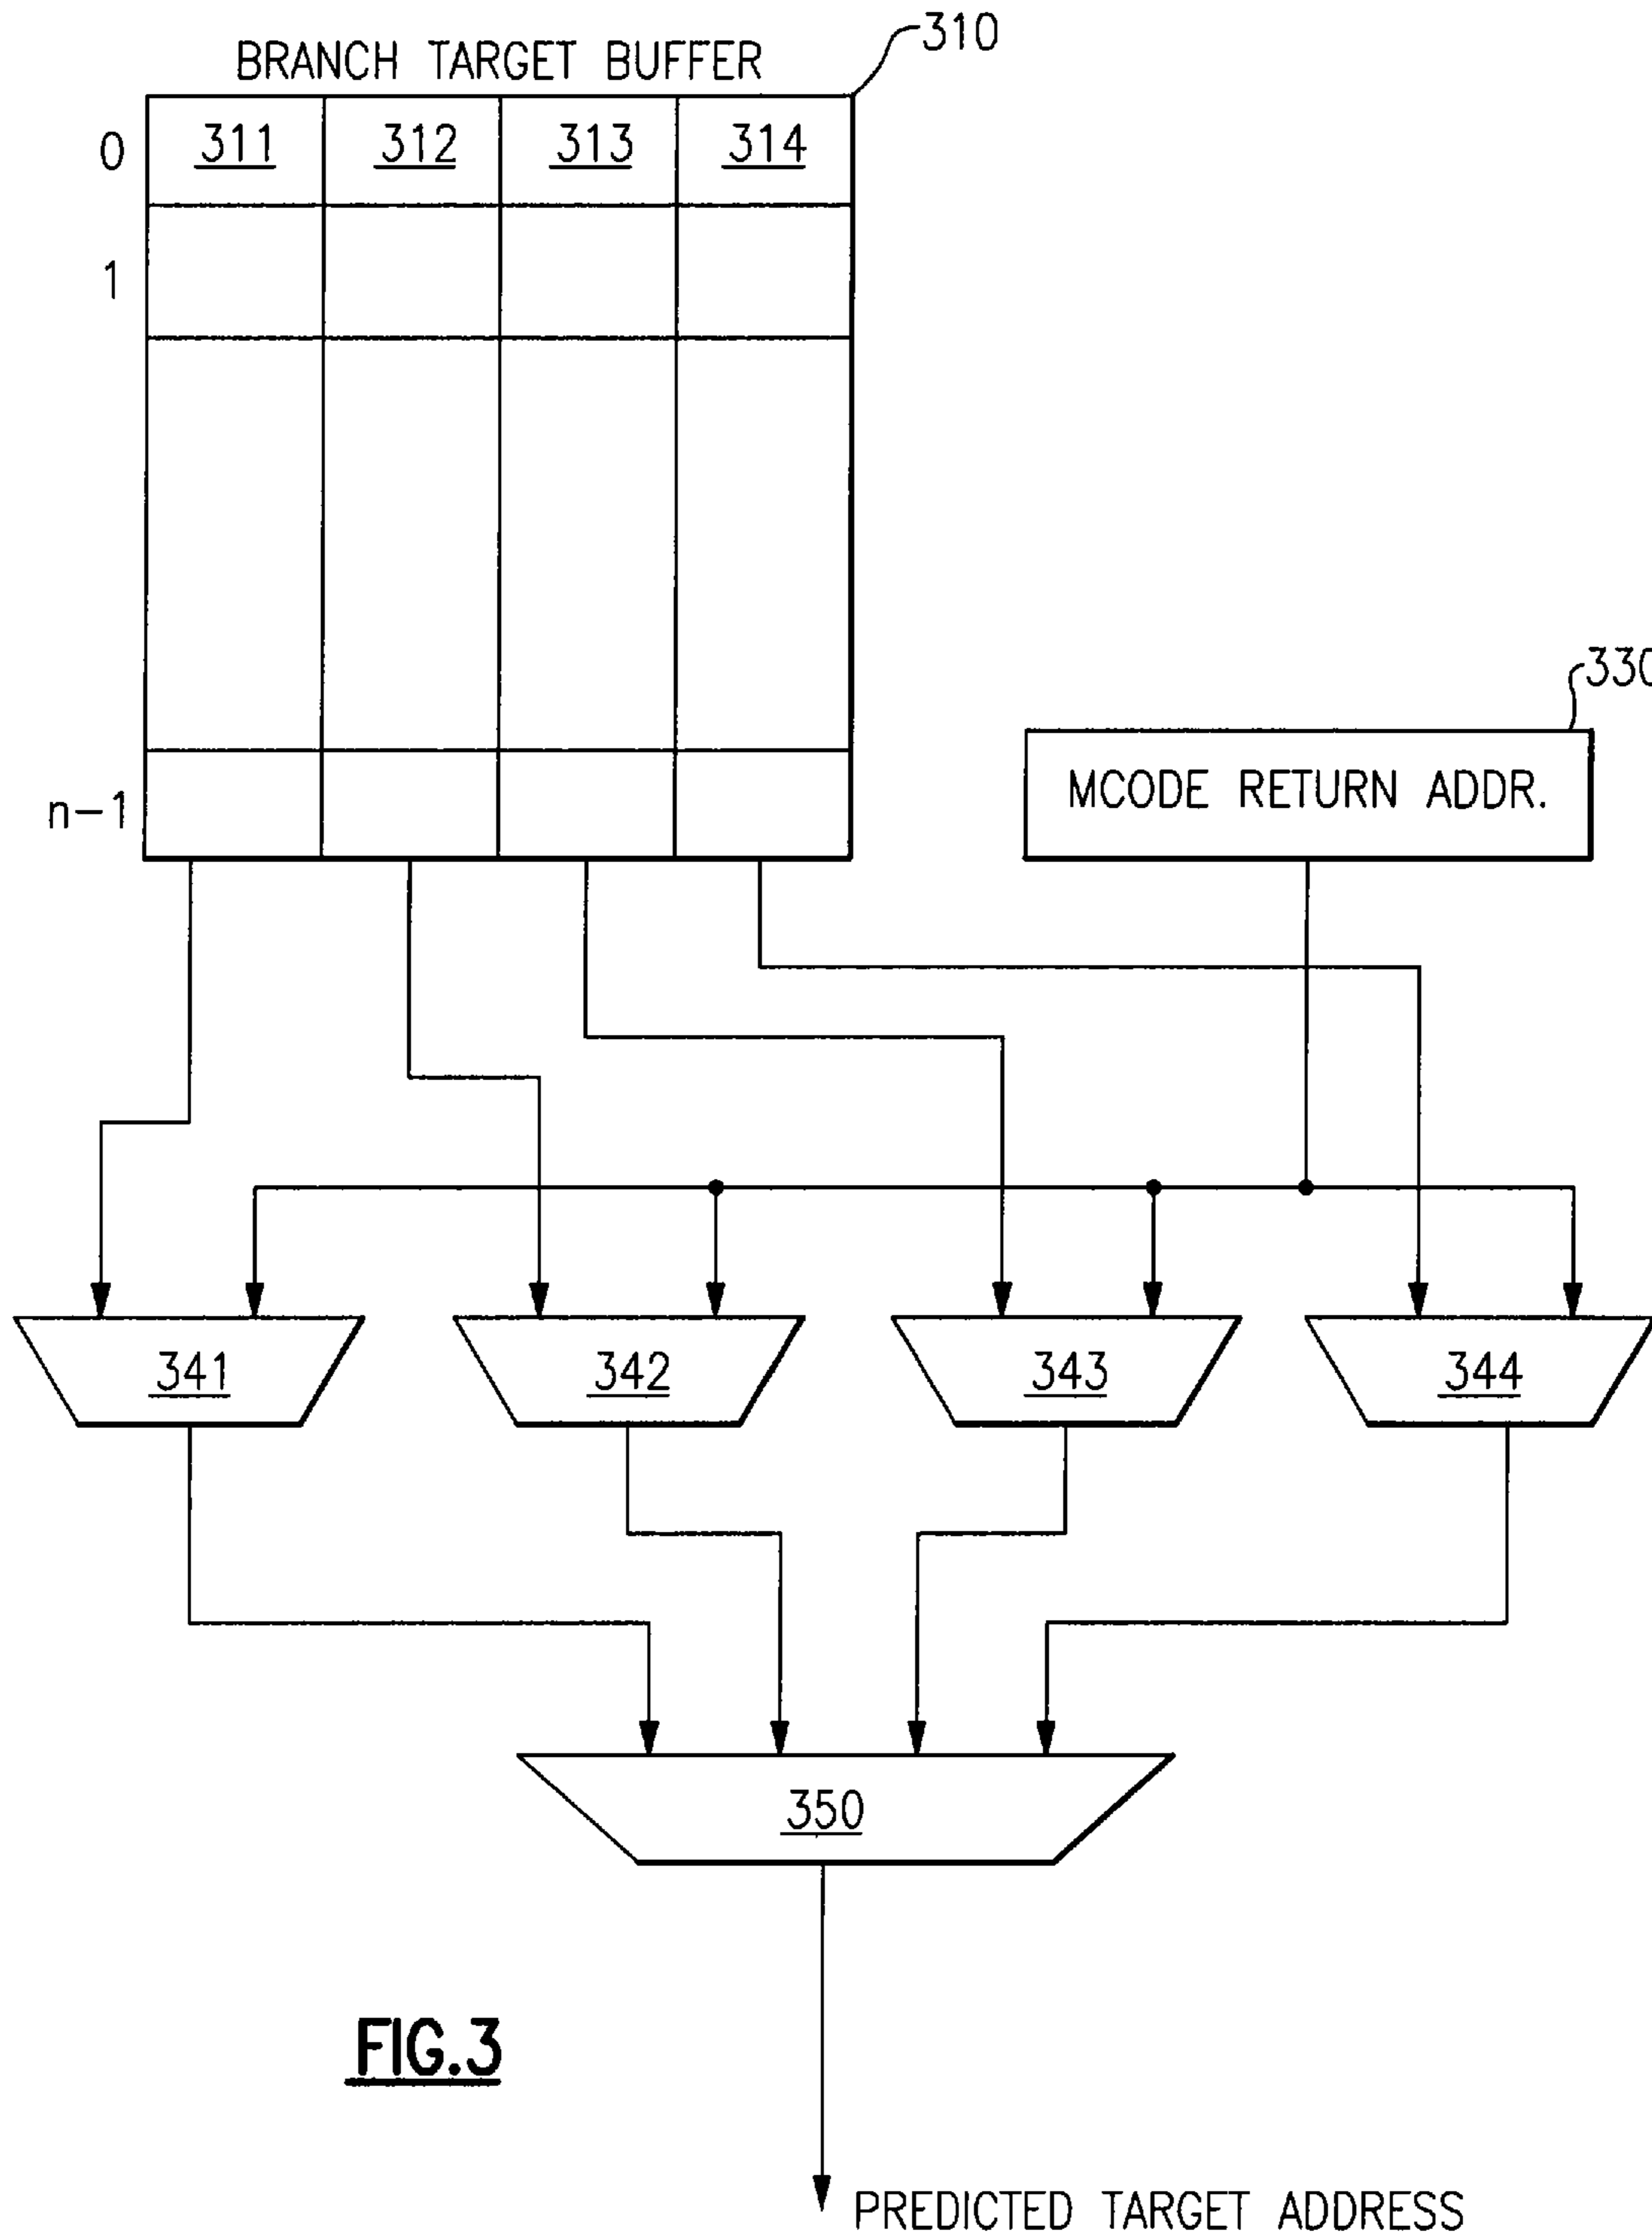 310
BRANCH TARGET BUFFER
0 311 312 313 314
1
330
n-1
MCODE RETURN ADDR.
341 342 343 344
350
FIG.3
PREDICTED TARGET ADDRESS